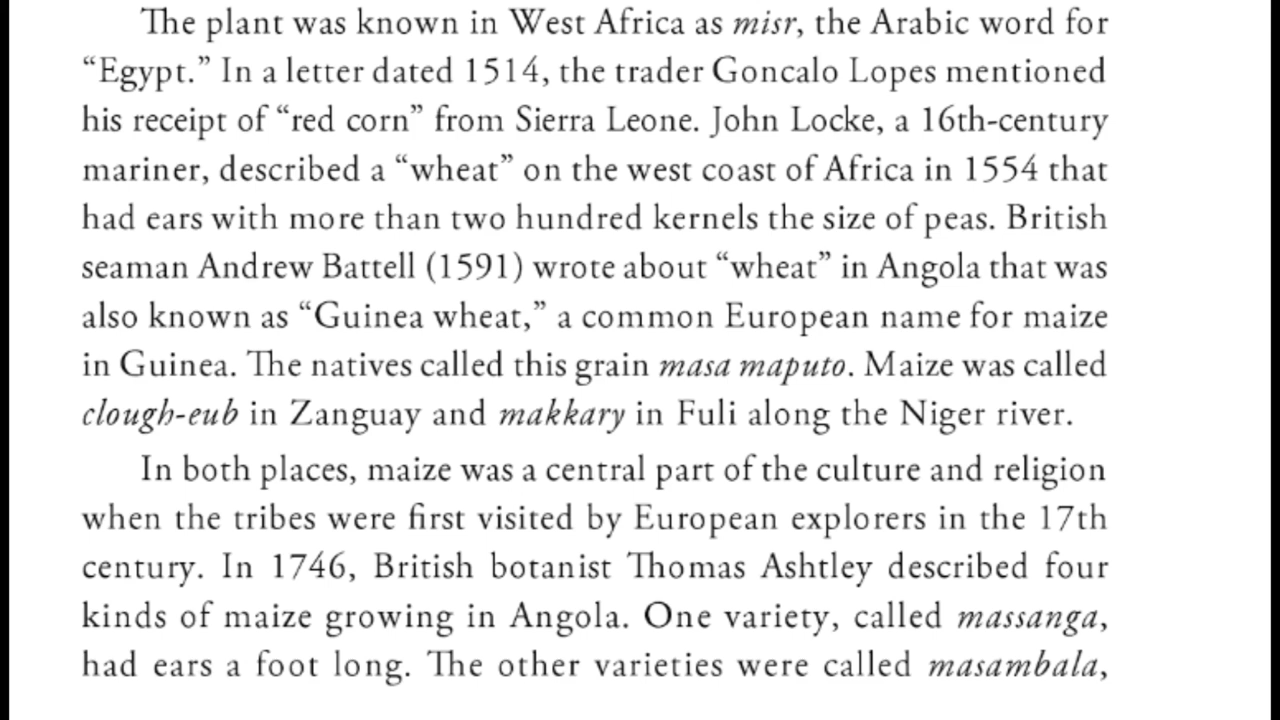 The plant was known in West Africa as misr, the Arabic word for
“Egypt.” In a letter dated 1514, the trader Goncalo Lopes mentioned
his receipt of “red corn” from Sierra Leone. John Locke, a 16th-century
mariner, described a “wheat” on the west coast of Africa in 1554 that
had ears with more than two hundred kernels the size of peas. British
seaman Andrew Battell (1591) wrote about “wheat” in Angola that was
also known as “Guinea wheat,” a common European name for maize
in Guinea. The natives called this grain masa maputo. Maize was called
clough-eub in Zanguay and makkary in Fuli along the Niger river.
In both places, maize was a central part of the culture and religion
when the tribes were first visited by European explorers in the 17th
century. In 1746, British botanist Thomas Ashtley described four
kinds of maize growing in Angola. One variety, called massanga,
had ears a foot long. The other varieties were called masambala,